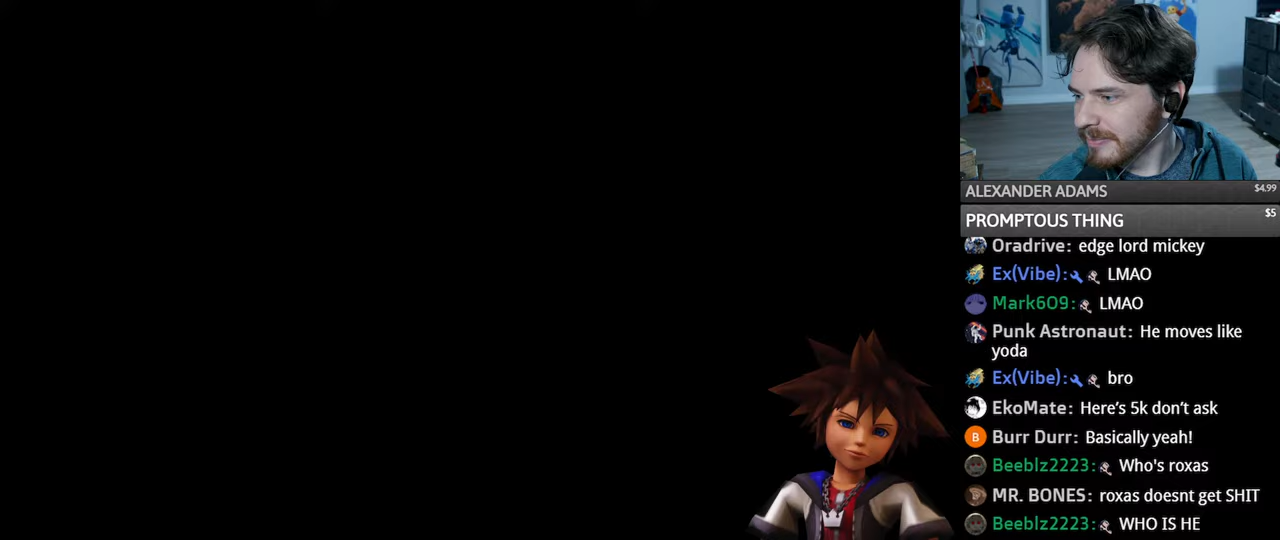 ALEXANDER ADAMS $4.99
PROMPTOUS THING $5
Oradrive: edge lord mickey
Ex(Vibe): LMAO
Mark609: LMAO
Punk Astronaut: He moves like
yoda
Ex(Vibe): bro
EkoMate: Here's 5k don't ask
B Burr Durr: Basically yeah!
Beeblz2223: Who's roxas
MR. BONES: roxas doesnt get SHIT
Beeblz2223: WHO IS HE